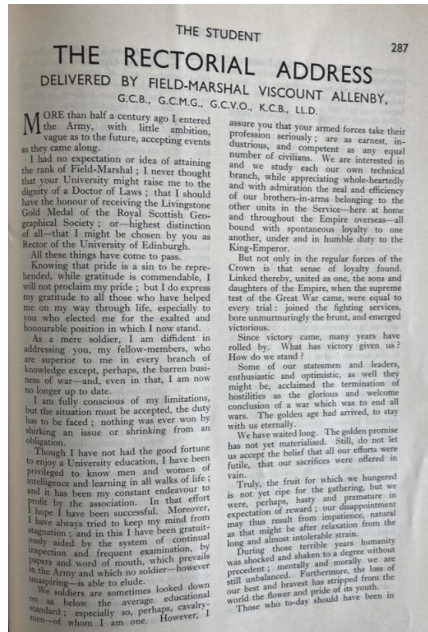 THE STUDENT
287
THE RECTORIAL ADDRESS
DELIVERED BY FIELD-MARSHAL VISCOUNT ALLENBY,
G.C.B., G.C.M.G., G.C.V.O., K.C.B., LL.D.
MORE than half a century ago I entered
the Army, with little ambition,
vague as to the future, accepting events
as they came along.
I had no expectation or idea of attaining
the rank of Field-Marshal ; I never thought
that your University might raise me to the
dignity of a Doctor of Laws ; that I should
have the honour of receiving the Livingstone
Gold Medal of the Royal Scottish Geo-
graphical Society ; or—highest distinction
of all—that I might be chosen by you as
Rector of the University of Edinburgh.
All these things have come to pass.
Knowing that pride is a sin to be repre-
hended, while gratitude is commendable, I
will not proclaim my pride ; but I do express
my gratitude to all those who have helped
me on my way through life, especially to
you who elected me for the exalted and
honourable position in which I now stand.
As a mere soldier, I am diffident in
addressing you, my fellow-members, who
are superior to me in every branch of
knowledge except, perhaps, the barren busi-
ness of war—and, even in that, I am now
no longer up to date.
I am fully conscious of my limitations,
but the situation must be accepted, the duty
has to be faced ; nothing was ever won by
shirking an issue or shrinking from an
obligation.
Though I have not had the good fortune
to enjoy a University education, I have been
privileged to know men and women of
intelligence and learning in all walks of life ;
and it has been my constant endeavour to
profit by the association. In that effort
I hope I have been successful. Moreover,
I have always tried to keep my mind from
stagnation ; and in this I have been gratuit-
ously aided by the system of continual
inspection and frequent examination, by
papers and word of mouth, which prevails
in the Army and which no soldier—however
unaspiring—is able to elude.
We soldiers are sometimes looked down
on as below the average educational
standard ; especially so, perhaps, cavalry-
men—of whom I am one. However, I
assure you that your armed forces take their
profession seriously ; are as earnest, in-
dustrious, and competent as any equal
number of civilians. We are interested in
and we study each our own technical
branch, while appreciating whole-heartedly
and with admiration the zeal and efficiency
of our brothers-in-arms belonging to the
other units in the Service—here at home
and throughout the Empire overseas—all
bound with spontaneous loyalty to one
another, under and in humble duty to the
King-Emperor.
But not only in the regular forces of the
Crown is that sense of loyalty found.
Linked thereby, united as one, the sons and
daughters of the Empire, when the supreme
test of the Great War came, were equal to
every trial : joined the fighting services,
bore unmurmuringly the brunt, and emerged
victorious.
Since victory came, many years have
rolled by. What has victory given us ?
How do we stand ?
Some of our statesmen and leaders,
enthusiastic and optimistic, as well they
might be, acclaimed the termination of
hostilities as the glorious and welcome
conclusion of a war which was to end all
wars. The golden age had arrived, to stay
with us eternally.
We have waited long. The golden promise
has not yet materialised. Still, do not let
us accept the belief that all our efforts were
futile, that our sacrifices were offered in
vain.
Truly, the fruit for which we hungered
is not yet ripe for the gathering, but we
were, perhaps, hasty and premature in
expectation of reward ; our disappointment
may thus result from impatience, natural
as that might be after relaxation from the
long and almost intolerable strain.
During those terrible years humanity
was shocked and shaken to a degree without
precedent ; mentally and morally we are
still unbalanced. Furthermore, the loss of
our best and bravest has stripped from the
world the flower and pride of its youth.
Those who to-day should have been in